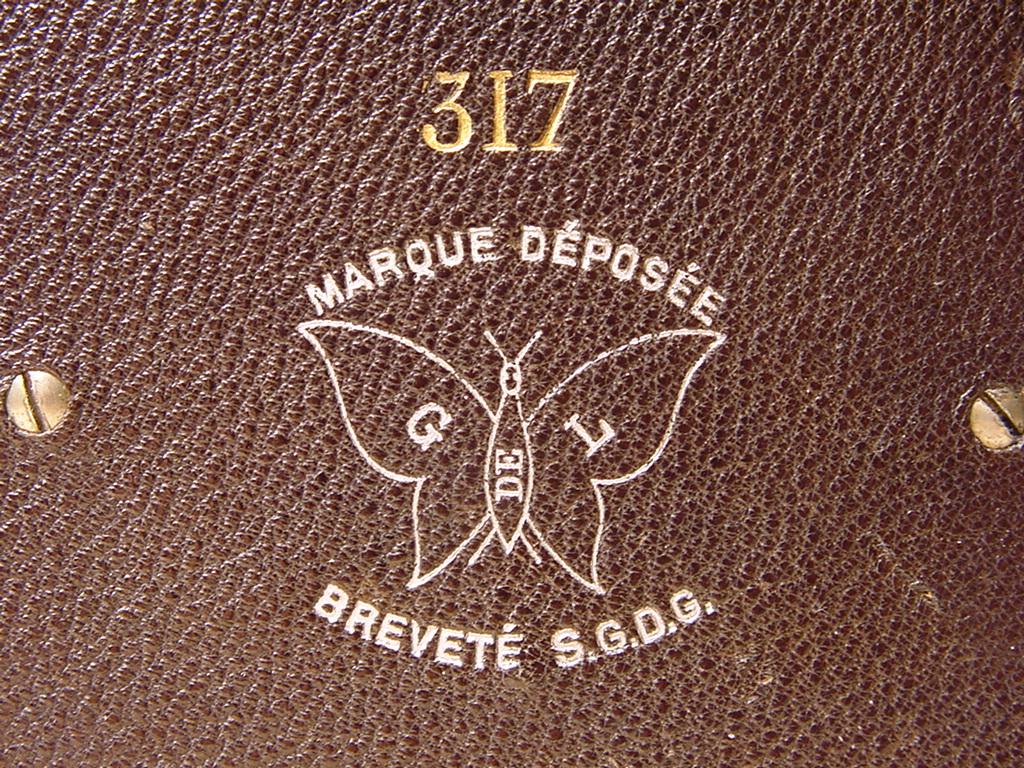 317
MARQUE DÉPOSÉE
C
G DE L
BREVETÉ S.G.D.G.